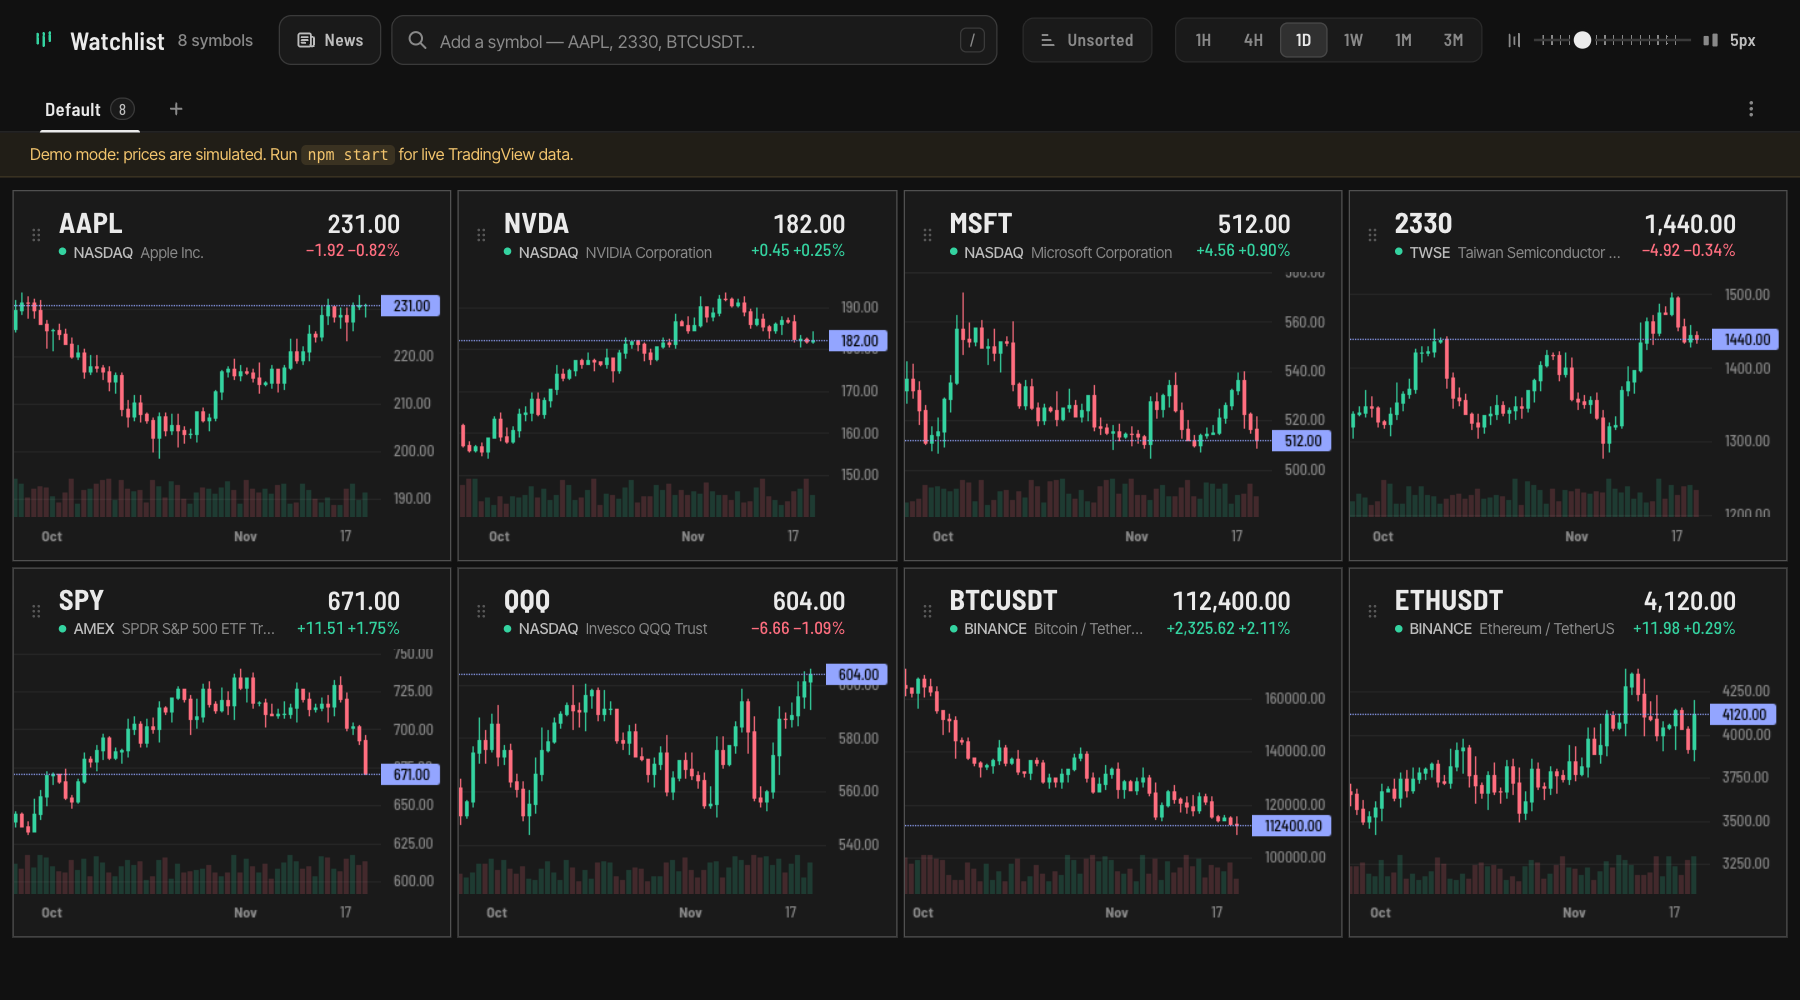 Watchlist 8 symbols News Add a symbol — AAPL, 2330, BTCUSDT... / Unsorted 1H 4H 1D 1W 1M 3M 5px
Default 8 +
Demo mode: prices are simulated. Run npm start for live TradingView data.
AAPL 231.00
NASDAQ Apple Inc. −1.92 −0.82%
231.00
220.00
210.00
200.00
190.00
Oct Nov 17
NVDA 182.00
NASDAQ NVIDIA Corporation +0.45 +0.25%
190.00
182.00
170.00
160.00
150.00
Oct Nov 17
MSFT 512.00
NASDAQ Microsoft Corporation +4.56 +0.90%
560.00
540.00
520.00
512.00
500.00
Oct Nov 17
2330 1,440.00
TWSE Taiwan Semiconductor ... −4.92 −0.34%
1500.00
1440.00
1400.00
1300.00
1200.00
Oct Nov 17
SPY 671.00
AMEX SPDR S&P 500 ETF Tr... +11.51 +1.75%
750.00
725.00
700.00
671.00
650.00
625.00
600.00
Oct Nov 17
QQQ 604.00
NASDAQ Invesco QQQ Trust −6.66 −1.09%
604.00
600.00
580.00
560.00
540.00
Oct Nov 17
BTCUSDT 112,400.00
BINANCE Bitcoin / Tether... +2,325.62 +2.11%
160000.00
140000.00
120000.00
112400.00
100000.00
Oct Nov 17
ETHUSDT 4,120.00
BINANCE Ethereum / TetherUS +11.98 +0.29%
4250.00
4120.00
4000.00
3750.00
3500.00
3250.00
Oct Nov 17